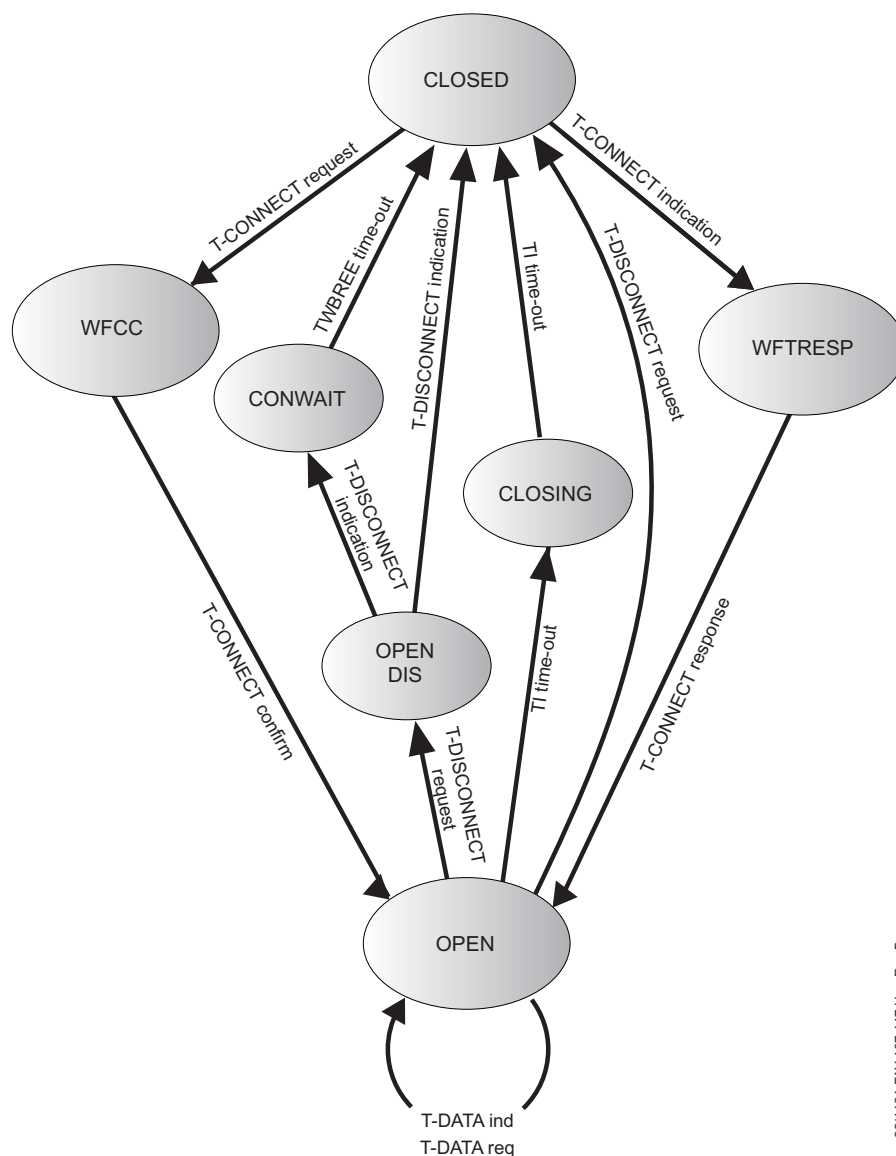 CLOSED
T-CONNECT request
TWBREE time-out
T-DISCONNECT indication
TI time-out
T-DISCONNECT request
T-CONNECT indication
WFCC
WFTRESP
CONWAIT
T-DISCONNECT
indication
CLOSING
T-CONNECT confirm
OPEN
DIS
TI time-out
T-CONNECT response
T-DISCONNECT
request
OPEN
T-DATA ind
T-DATA req